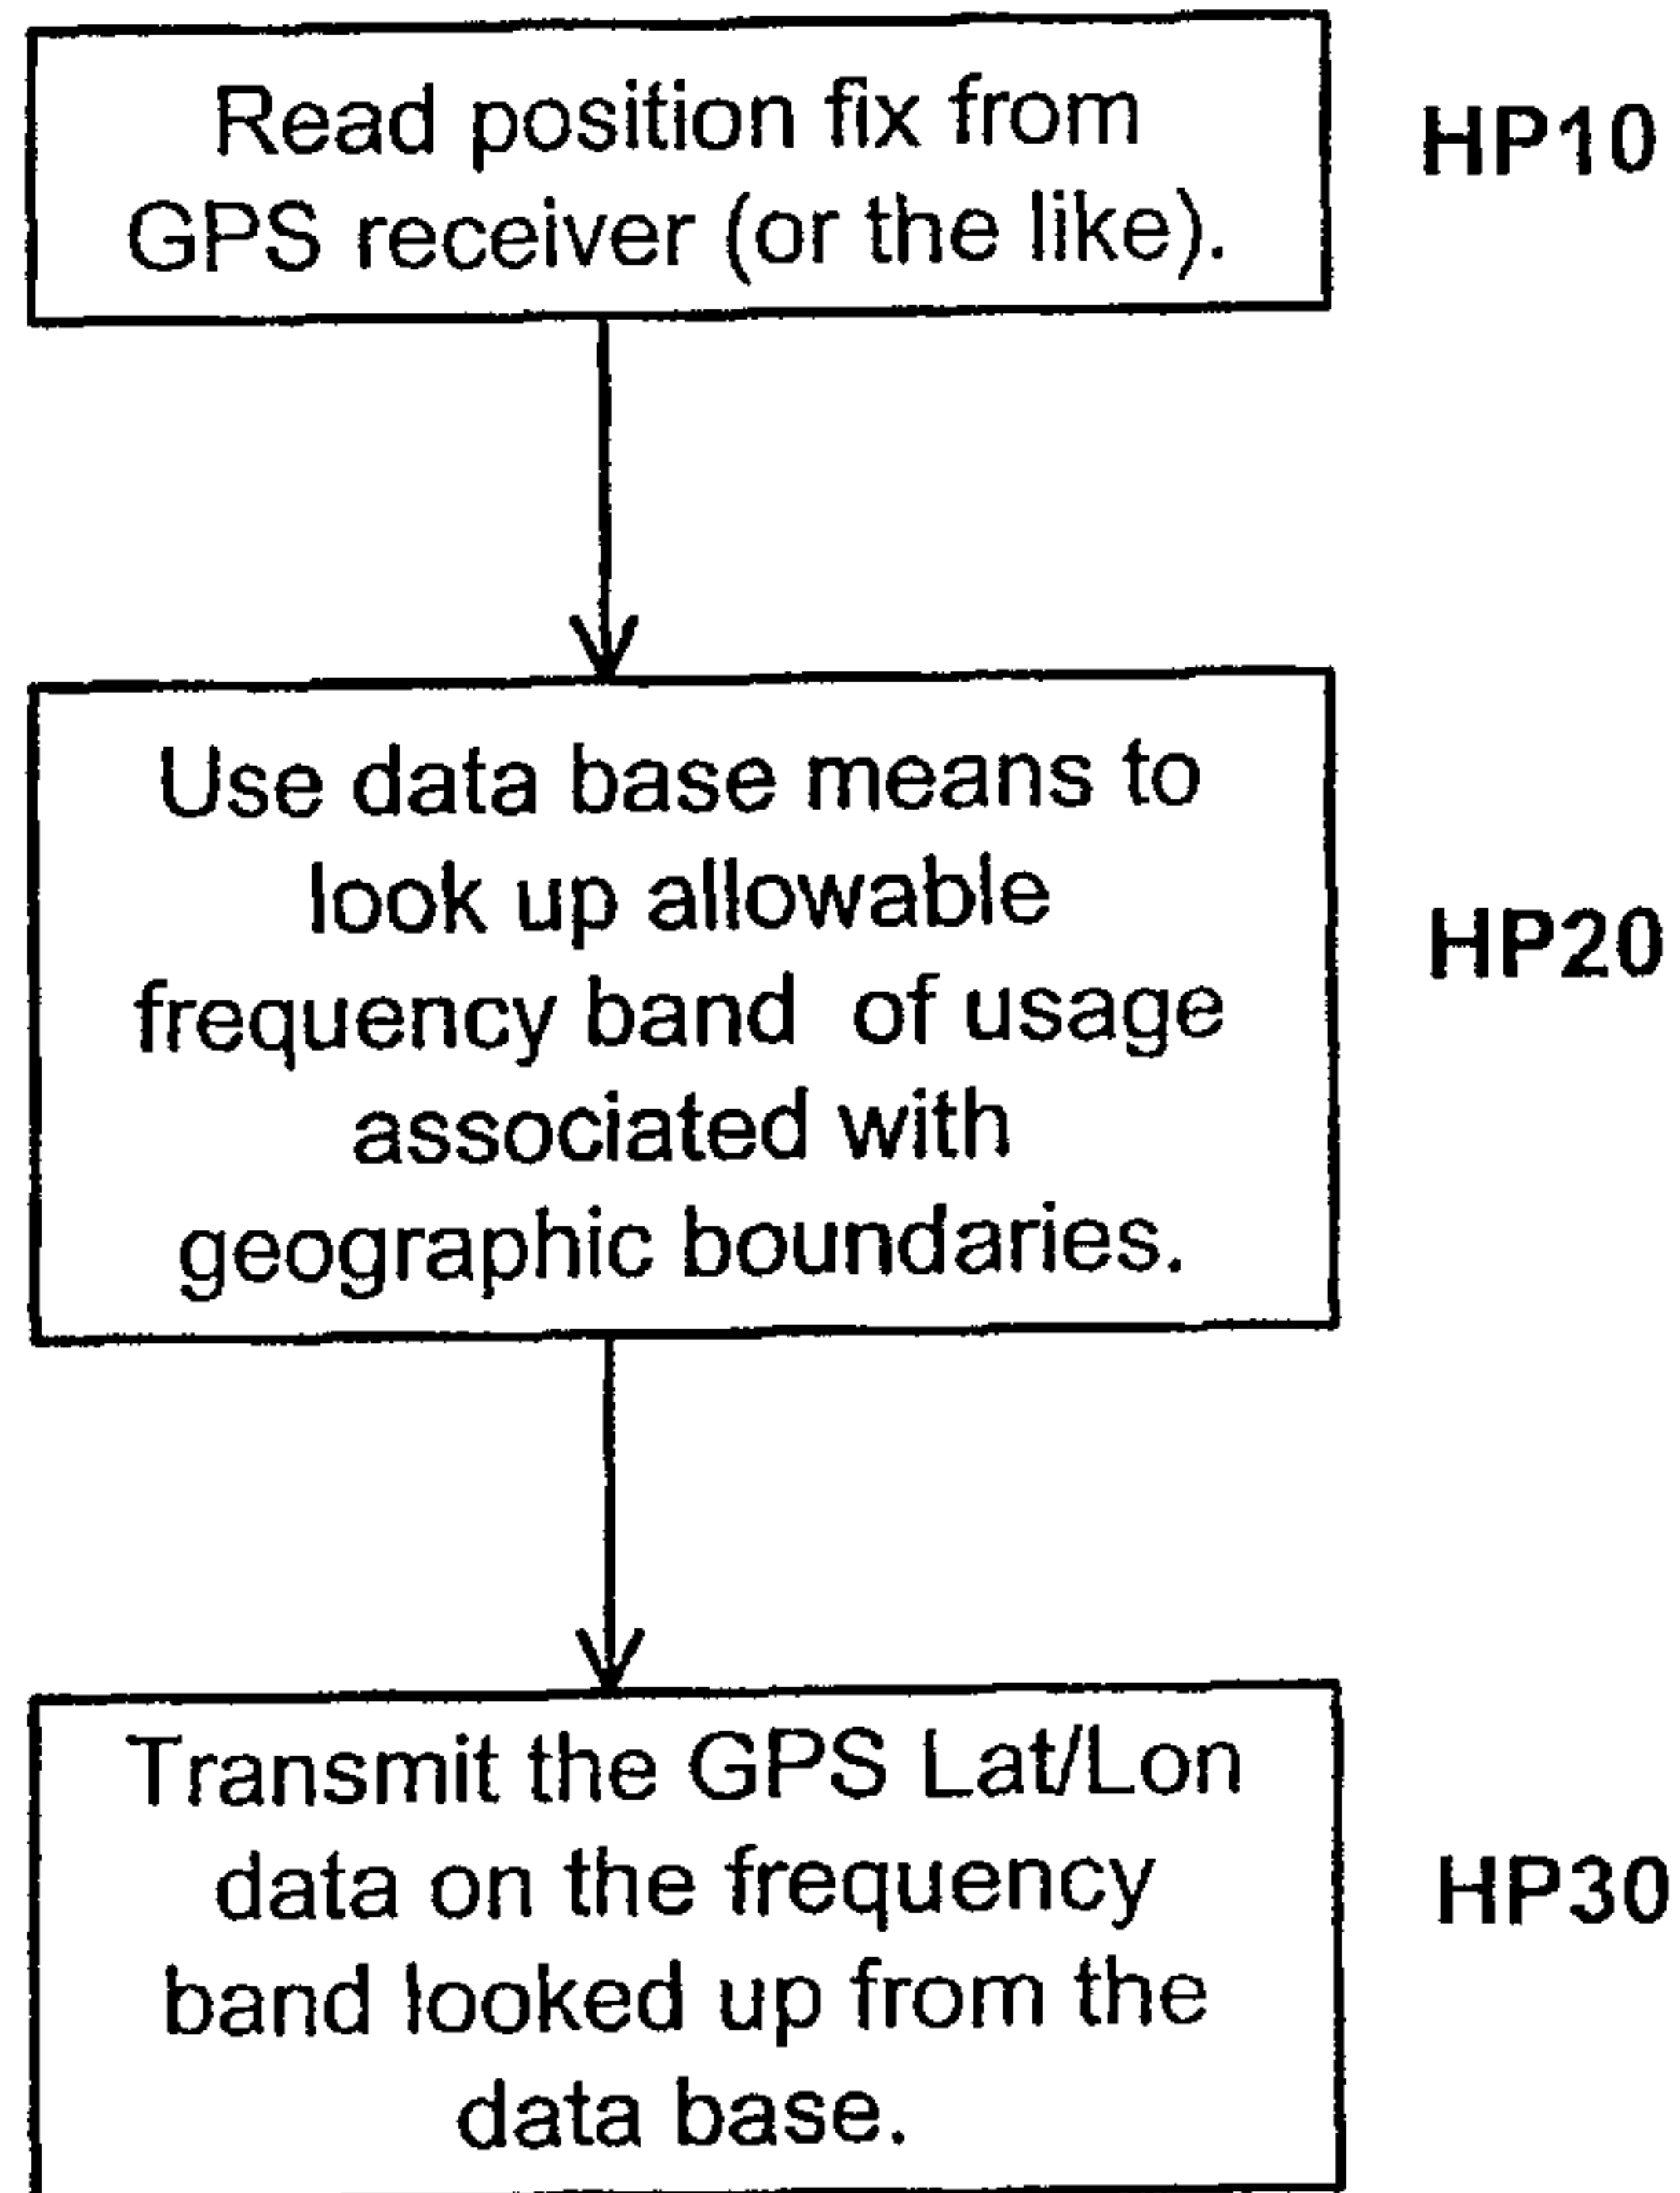 Read position fix from
GPS receiver (or the like).
HP10
Use data base means to
look up allowable
frequency band of usage
associated with
geographic boundaries.
HP20
Transmit the GPS Lat/Lon
data on the frequency
band looked up from the
data base.
HP30